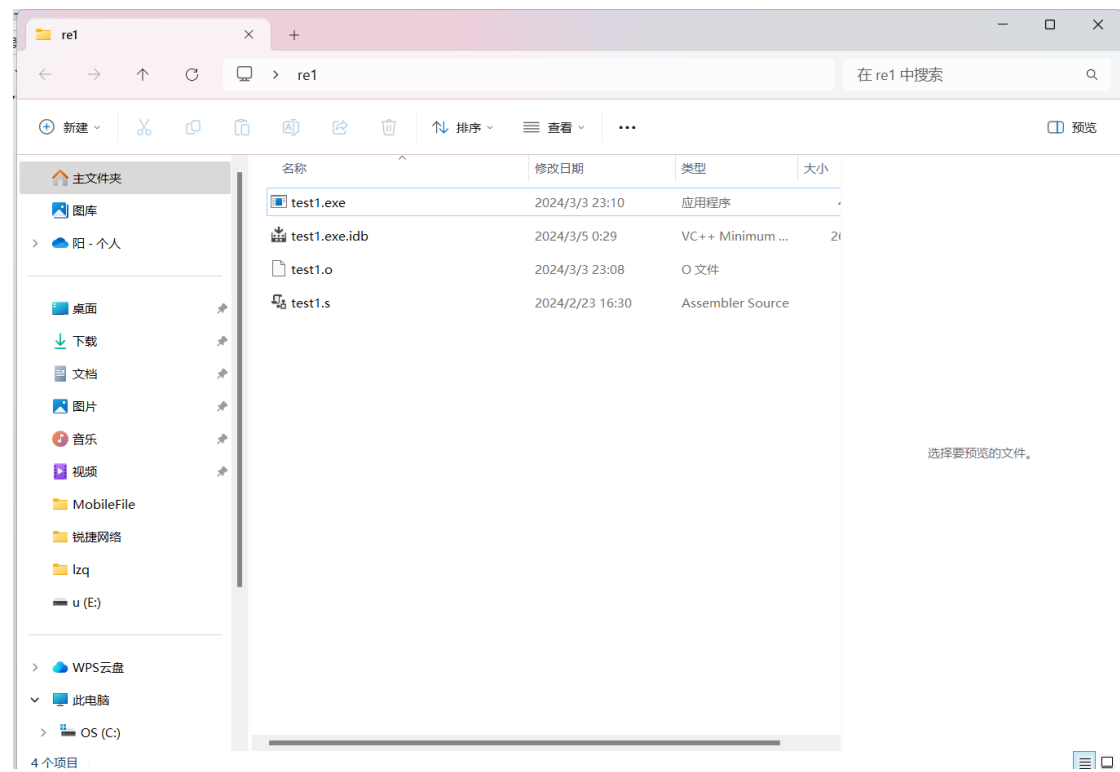 re1
re1
在 re1 中搜索
新建
排序
查看
预览
主文件夹
图库
阳 - 个人
桌面
下载
文档
图片
音乐
视频
MobileFile
锐捷网络
lzq
u (E:)
WPS云盘
此电脑
OS (C:)
4 个项目
名称 修改日期 类型 大小
test1.exe 2024/3/3 23:10 应用程序
test1.exe.idb 2024/3/5 0:29 VC++ Minimum ...
test1.o 2024/3/3 23:08 O 文件
test1.s 2024/2/23 16:30 Assembler Source
选择要预览的文件。